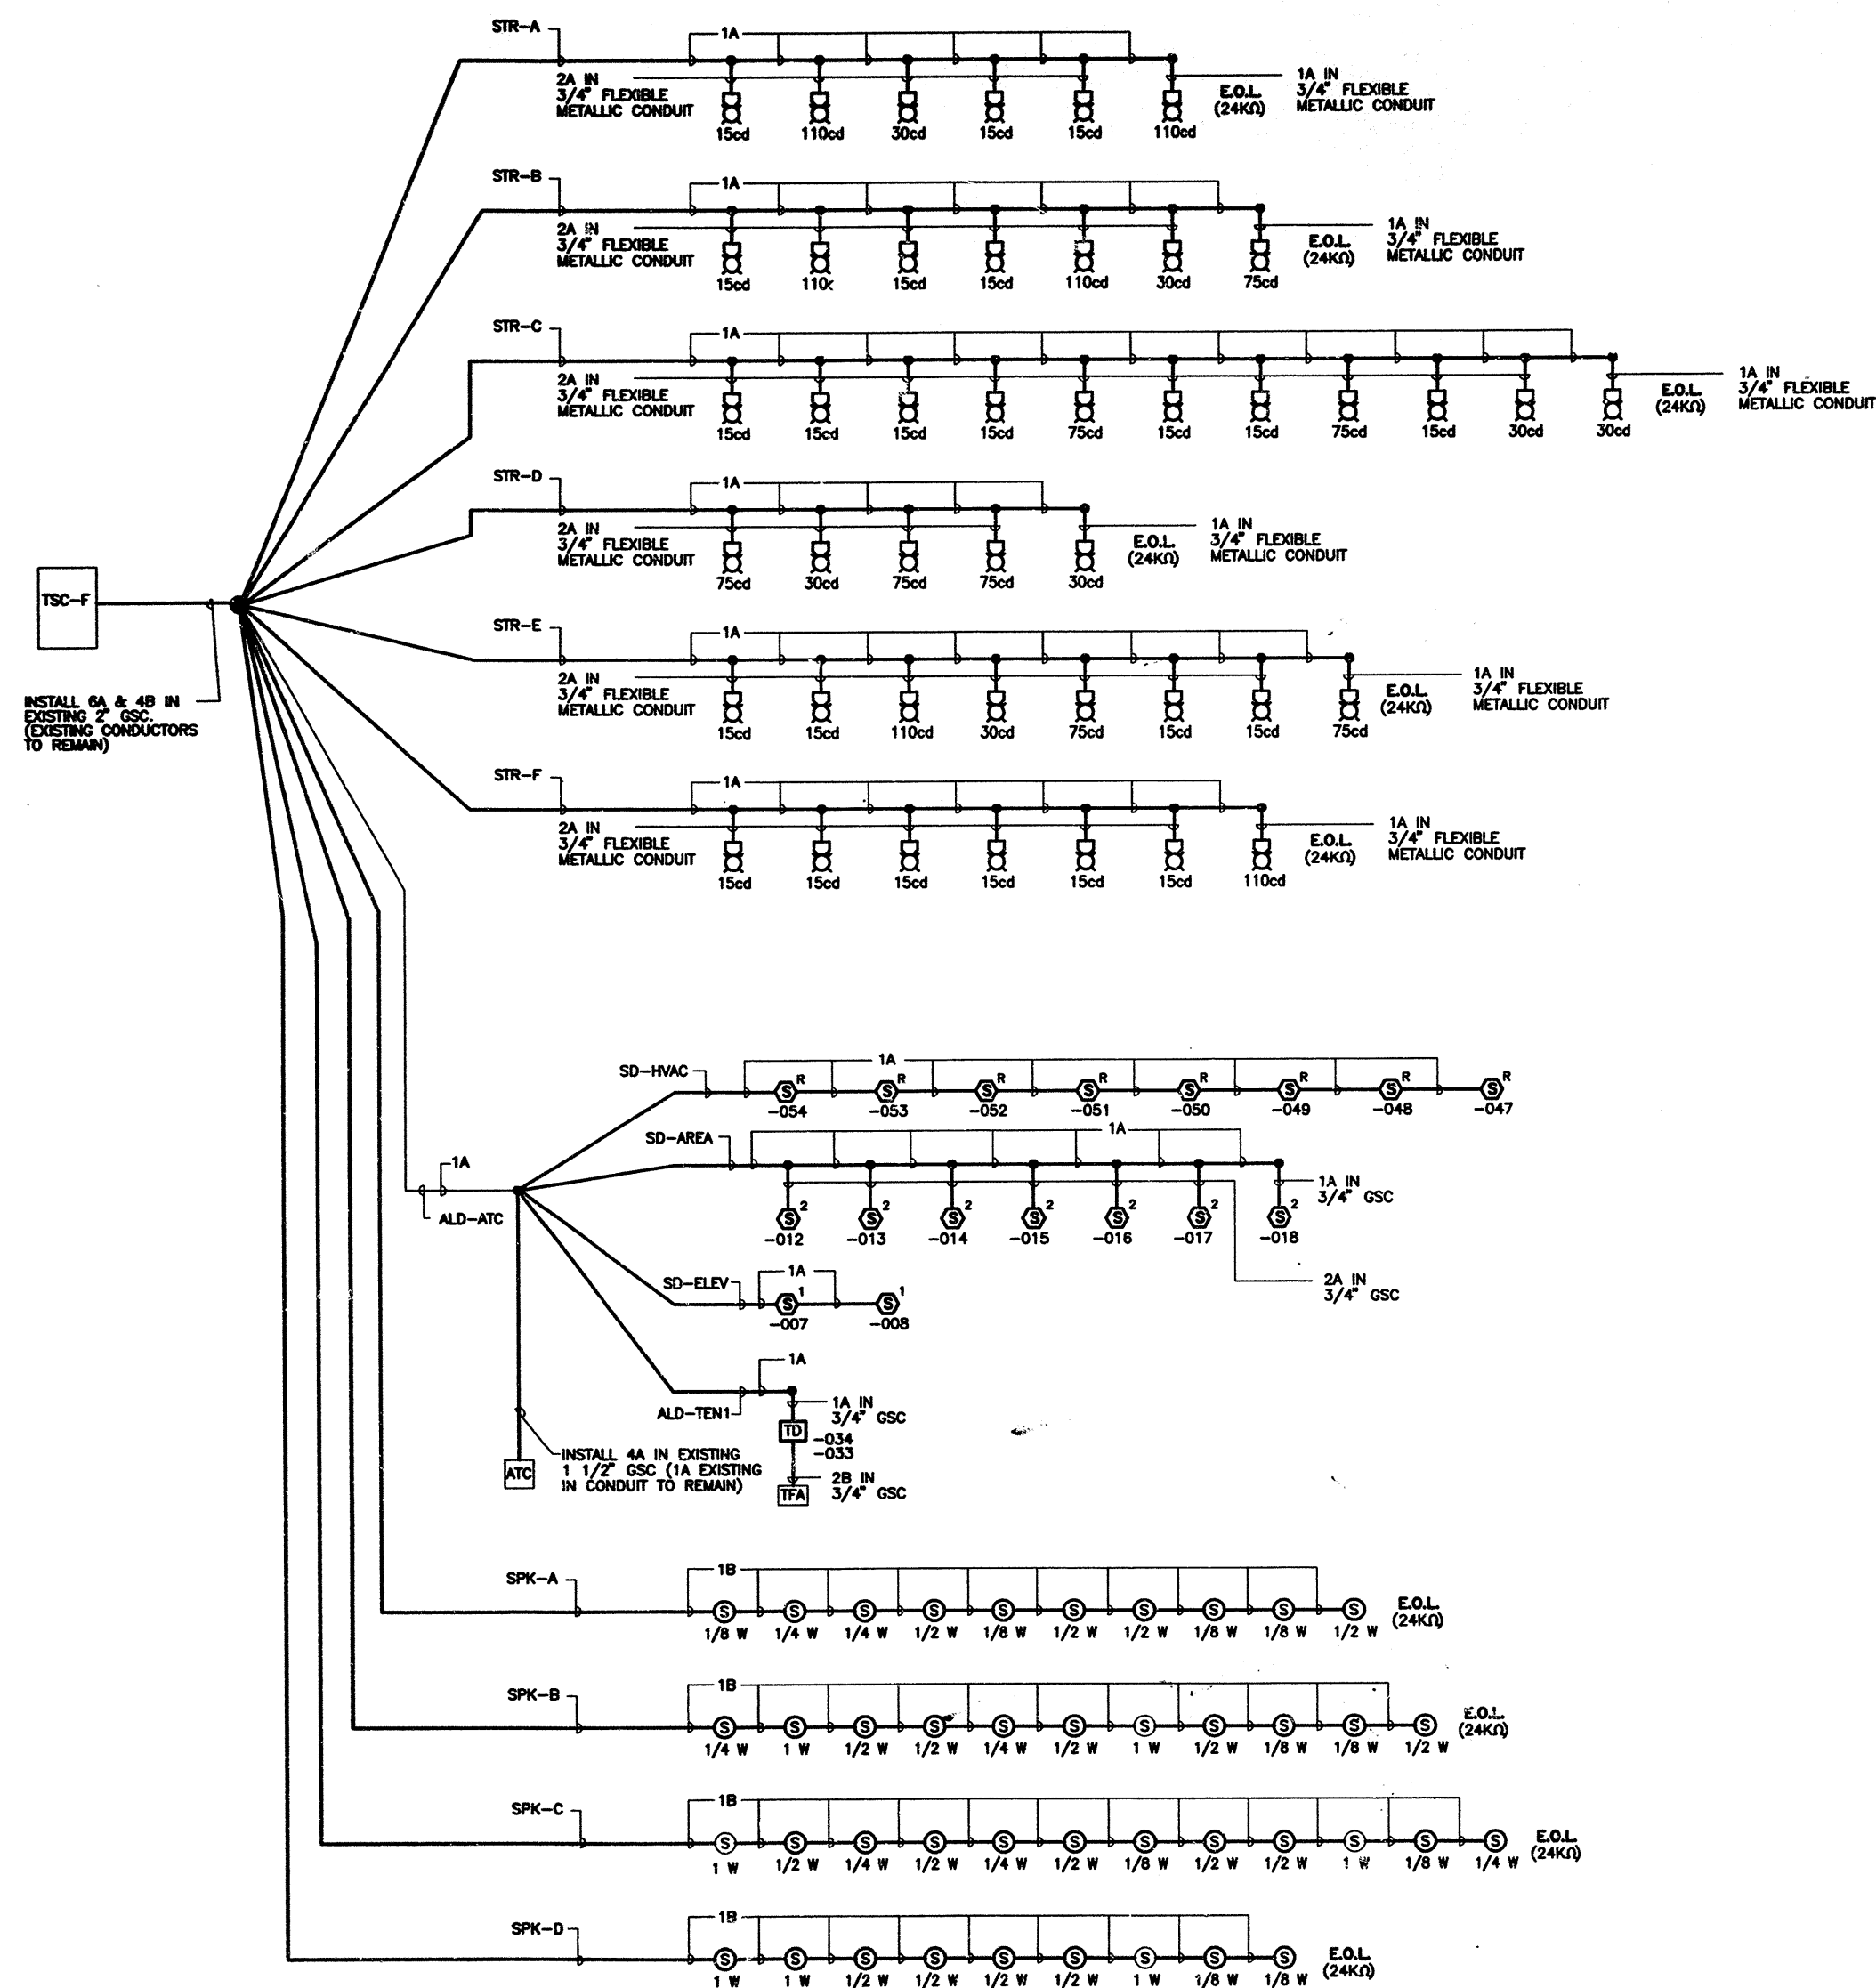 STR-A
1A
2A IN
3/4" FLEXIBLE
METALLIC CONDUIT
15cd 110cd 30cd 15cd 15cd 110cd
E.O.L.
(24KΩ)
1A IN
3/4" FLEXIBLE
METALLIC CONDUIT
STR-B
1A
2A IN
3/4" FLEXIBLE
METALLIC CONDUIT
15cd 110c 15cd 15cd 110cd 30cd 75cd
E.O.L.
(24KΩ)
1A IN
3/4" FLEXIBLE
METALLIC CONDUIT
STR-C
1A
2A IN
3/4" FLEXIBLE
METALLIC CONDUIT
15cd 15cd 15cd 15cd 75cd 15cd 15cd 75cd 15cd 30cd 30cd
E.O.L.
(24KΩ)
1A IN
3/4" FLEXIBLE
METALLIC CONDUIT
STR-D
1A
2A IN
3/4" FLEXIBLE
METALLIC CONDUIT
75cd 30cd 75cd 75cd 30cd
E.O.L.
(24KΩ)
1A IN
3/4" FLEXIBLE
METALLIC CONDUIT
TSC-F
INSTALL 6A & 4B IN
EXISTING 2" GSC.
(EXISTING CONDUCTORS
TO REMAIN)
STR-E
1A
2A IN
3/4" FLEXIBLE
METALLIC CONDUIT
15cd 15cd 110cd 30cd 75cd 15cd 15cd 75cd
E.O.L.
(24KΩ)
1A IN
3/4" FLEXIBLE
METALLIC CONDUIT
STR-F
1A
2A IN
3/4" FLEXIBLE
METALLIC CONDUIT
15cd 15cd 15cd 15cd 15cd 15cd 110cd
E.O.L.
(24KΩ)
1A IN
3/4" FLEXIBLE
METALLIC CONDUIT
SD-HVAC
1A
S R S R S R S R S R S R S R S R
-054 -053 -052 -051 -050 -049 -048 -047
SD-AREA
1A
1A IN
3/4" GSC
S 2 S 2 S 2 S 2 S 2 S 2 S 2
-012 -013 -014 -015 -016 -017 -018
2A IN
3/4" GSC
1A
ALD-ATC
SD-ELEV
1A
S 1 S 1
-007 -008
1A
ALD-TEN1
1A IN
3/4" GSC
TD
-034
-033
2B IN
3/4" GSC
TFA
ATC
INSTALL 4A IN EXISTING
1 1/2" GSC (1A EXISTING
IN CONDUIT TO REMAIN)
SPK-A
1B
S S S S S S S S S S
1/8 W 1/4 W 1/4 W 1/2 W 1/8 W 1/2 W 1/2 W 1/8 W 1/8 W 1/2 W
E.O.L.
(24KΩ)
SPK-B
1B
S S S S S S S S S S S
1/4 W 1 W 1/2 W 1/2 W 1/4 W 1/2 W 1 W 1/2 W 1/8 W 1/8 W 1/2 W
E.O.L.
(24KΩ)
SPK-C
1B
S S S S S S S S S S S S
1 W 1/2 W 1/4 W 1/2 W 1/4 W 1/2 W 1/8 W 1/2 W 1/2 W 1 W 1/8 W 1/4 W
E.O.L.
(24KΩ)
SPK-D
1B
S S S S S S S S S
1 W 1 W 1/2 W 1/2 W 1/2 W 1/2 W 1 W 1/8 W 1/8 W
E.O.L.
(24KΩ)